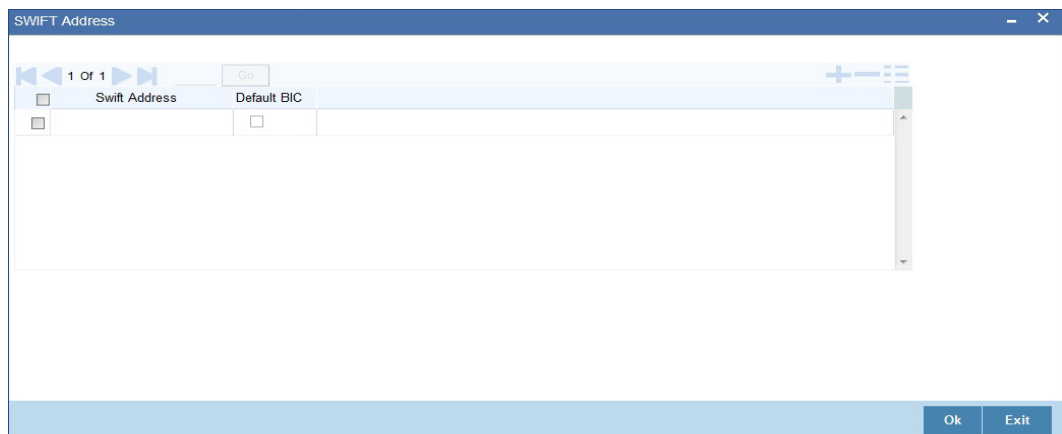 SWIFT Address
1 Of 1 Go
Swift Address Default BIC
Ok Exit